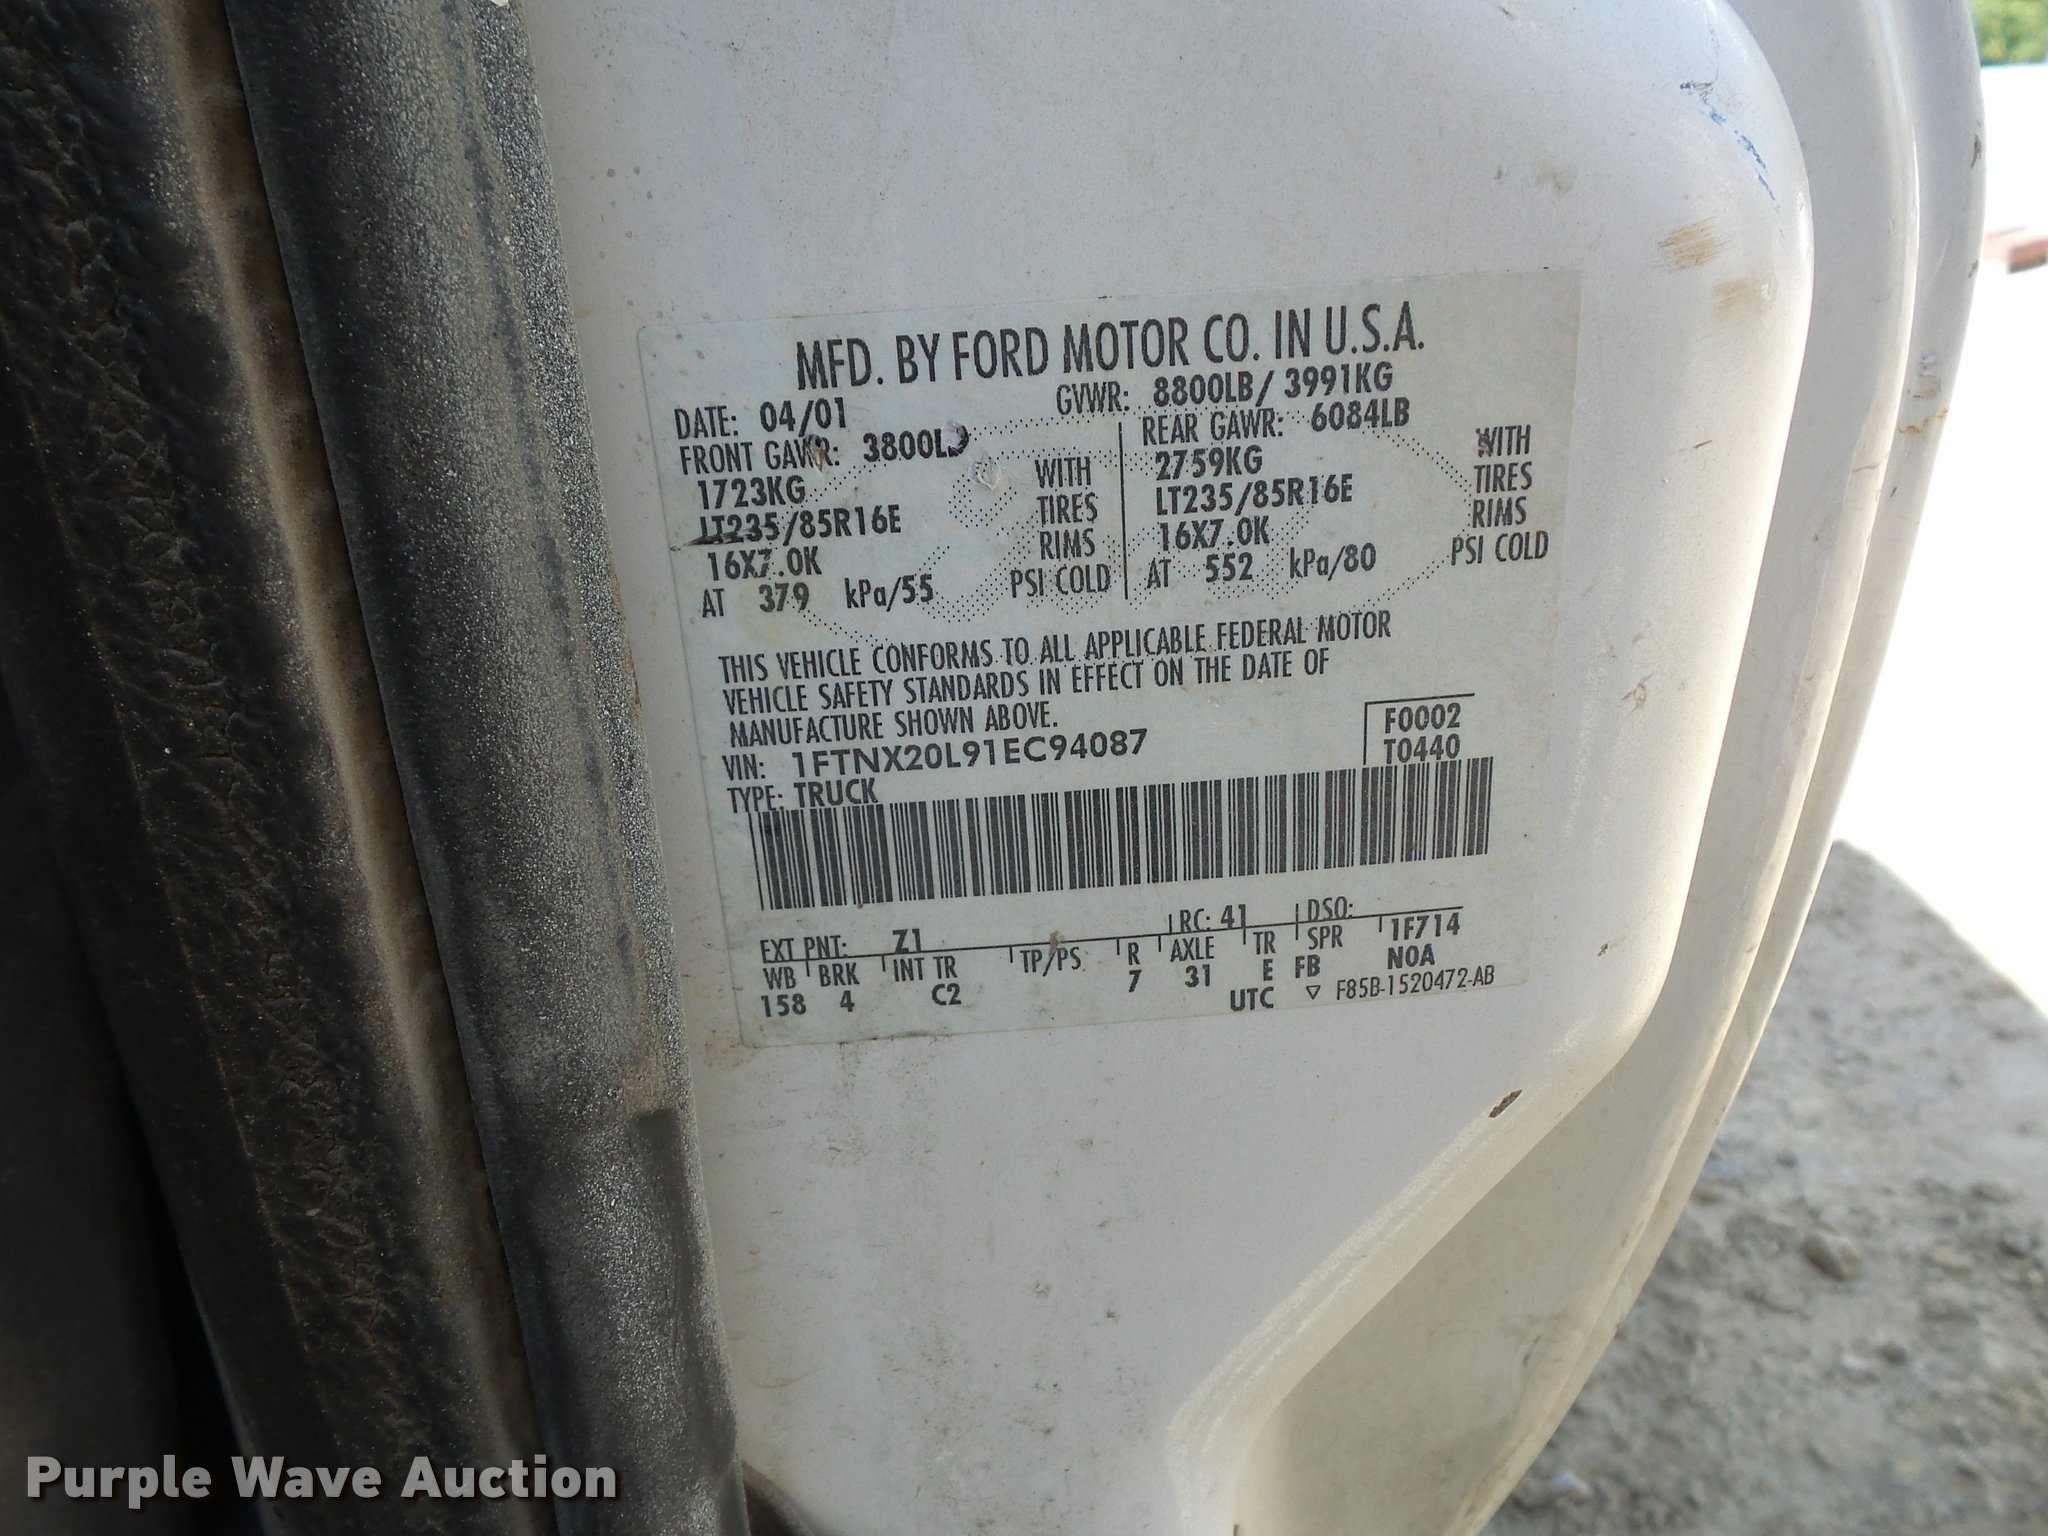 MFD. BY FORD MOTOR CO. IN U.S.A.
DATE: 04/01 GVWR: 8800LB/ 3991KG
FRONT GAWR: 3800LB REAR GAWR: 6084LB
1723KG WITH 2759KG WITH
LT235/85R16E TIRES LT235/85R16E TIRES
16X7.0K RIMS 16X7.0K RIMS
AT 379 kPa/55 PSI COLD AT 552 kPa/80 PSI COLD
THIS VEHICLE CONFORMS TO ALL APPLICABLE FEDERAL MOTOR
VEHICLE SAFETY STANDARDS IN EFFECT ON THE DATE OF
MANUFACTURE SHOWN ABOVE.
VIN: 1FTNX20L91EC94087
F0002
TYPE: TRUCK
T0440
EXT PNT: Z1 RC: 41 DSO:
WB BRK INT TR TP/PS R AXLE TR SPR 1F714
158 4 C2 7 31 E FB N0A
UTC ▽ F85B-1520472-AB
Purple Wave Auction